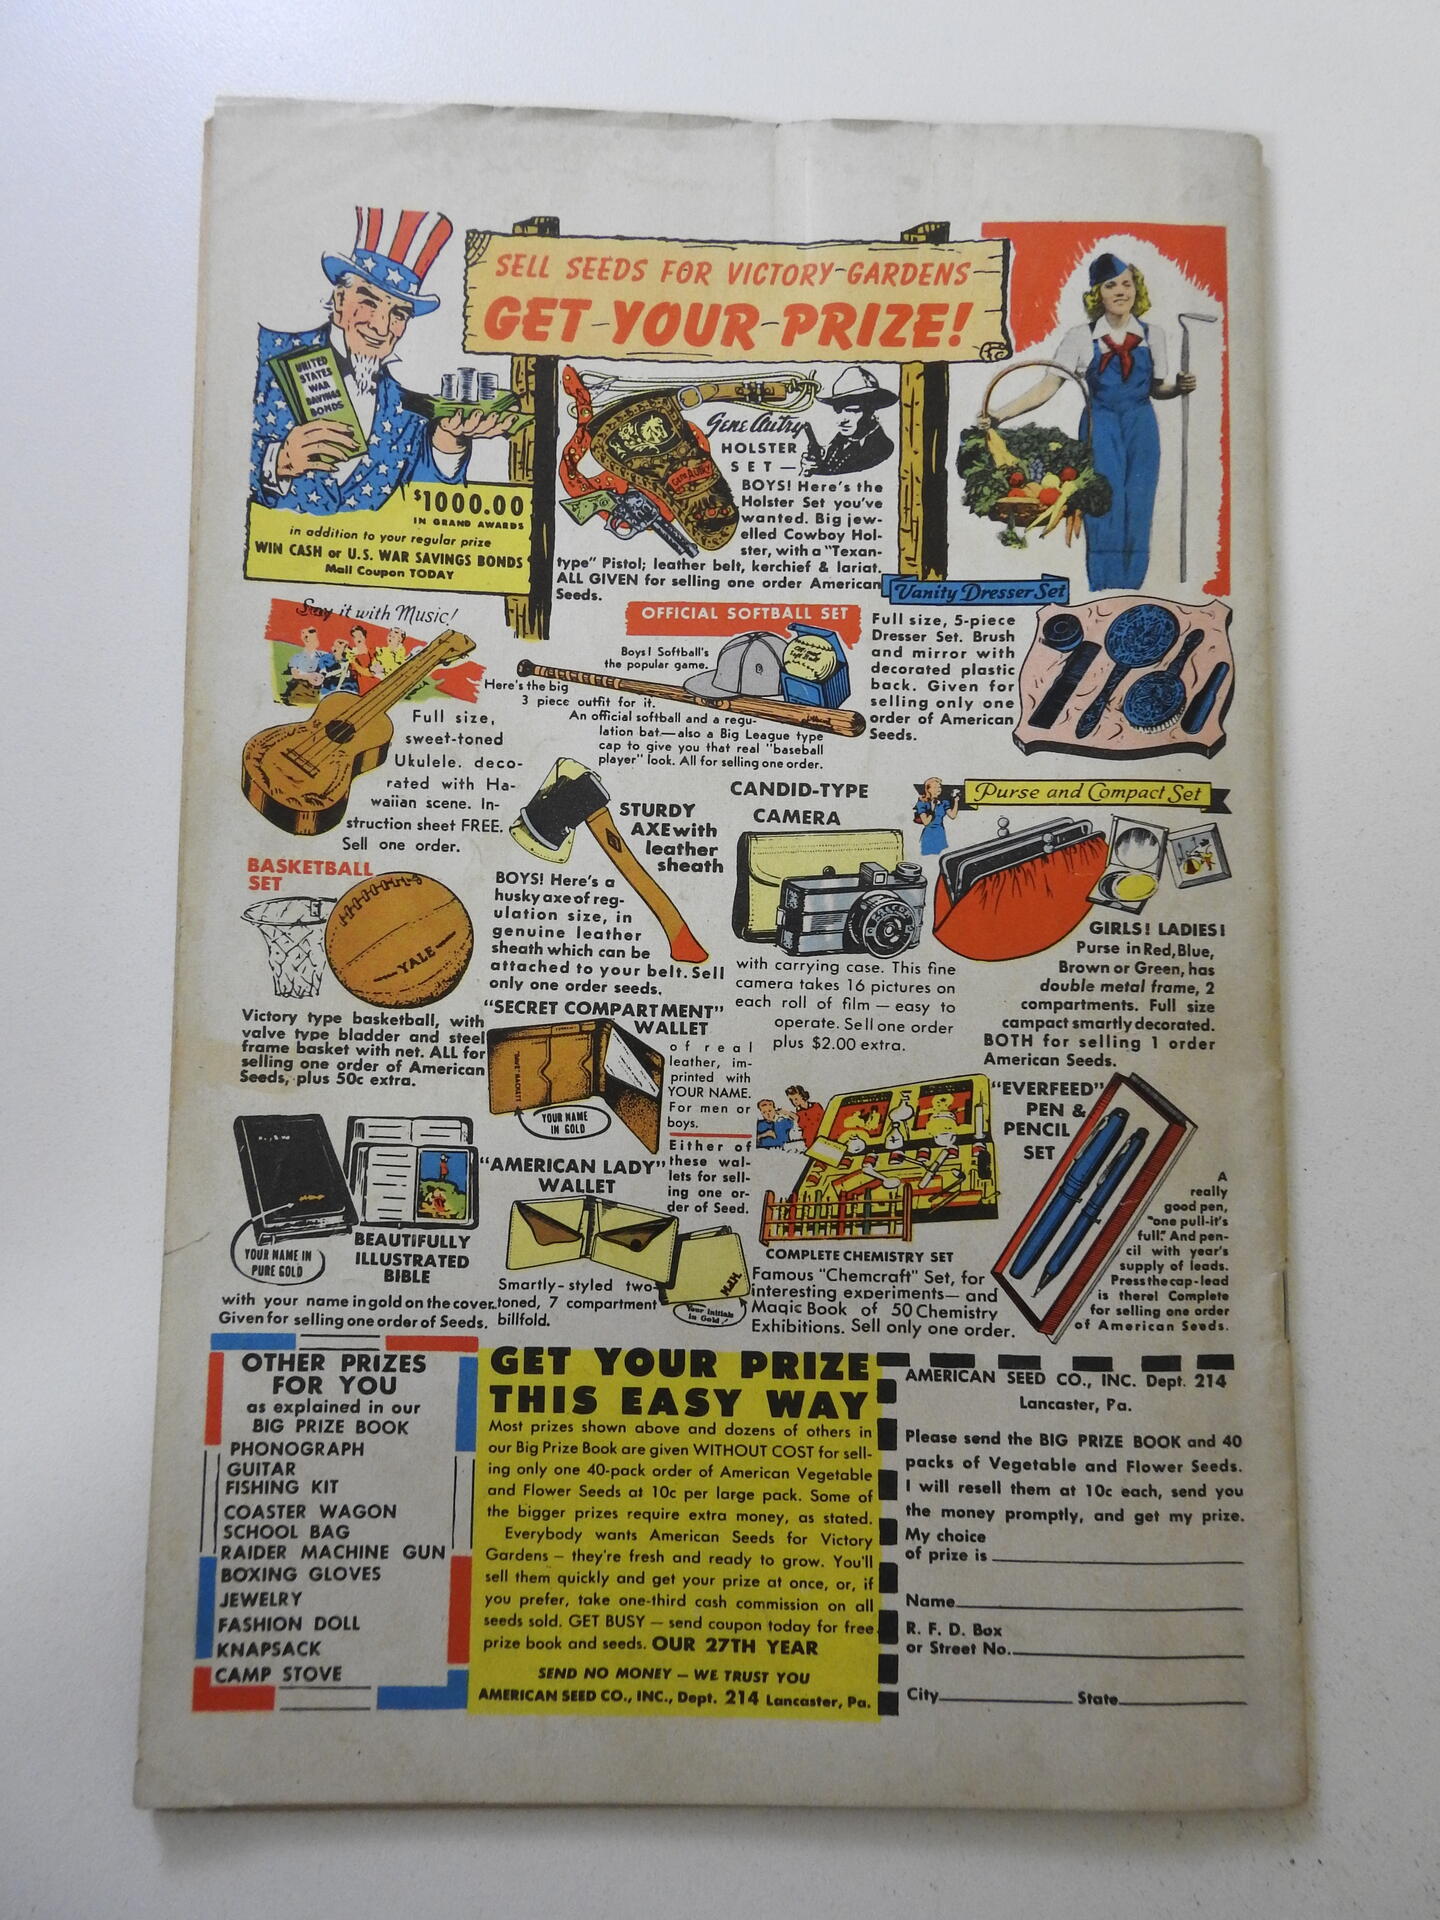 SELL SEEDS FOR VICTORY GARDENS
GET YOUR PRIZE!
UNITED
STATES
WAR
SAVINGS
BONDS
$1000.00
IN GRAND AWARDS
in addition to your regular prize
WIN CASH or U.S. WAR SAVINGS BONDS
Mail Coupon TODAY
Gene Autry
HOLSTER
SET—
BOYS! Here's the
Holster Set you've
wanted. Big jew-
elled Cowboy Hol-
ster, with a "Texan-
type" Pistol; leather belt, kerchief & lariat.
ALL GIVEN for selling one order American
Seeds.
GENE AUTRY
Vanity Dresser Set
Full size, 5-piece
Dresser Set. Brush
and mirror with
decorated plastic
back. Given for
selling only one
order of American
Seeds.
Say it with Music!
Full size,
sweet-toned
Ukulele. deco-
rated with Ha-
waiian scene. In-
struction sheet FREE.
Sell one order.
OFFICIAL SOFTBALL SET
Boys! Softball's
the popular game.
Here's the big
3 piece outfit for it.
An official softball and a regu-
lation bat—also a Big League type
cap to give you that real "baseball
player" look. All for selling one order.
STURDY
AXE with
leather
sheath
BOYS! Here's a
husky axe of reg-
ulation size, in
genuine leather
sheath which can be
attached to your belt. Sell
only one order seeds.
CANDID-TYPE
CAMERA
with carrying case. This fine
camera takes 16 pictures on
each roll of film — easy to
operate. Sell one order
plus $2.00 extra.
Purse and Compact Set
GIRLS! LADIES!
Purse in Red, Blue,
Brown or Green, has
double metal frame, 2
compartments. Full size
campact smartly decorated.
BOTH for selling 1 order
American Seeds.
BASKETBALL
SET
YALE
Victory type basketball, with
valve type bladder and steel
frame basket with net. ALL for
selling one order of American
Seeds, plus 50c extra.
"SECRET COMPARTMENT"
WALLET
of real
leather, im-
printed with
YOUR NAME.
For men or
boys.
YOUR NAME
IN GOLD
Either of
these wal-
lets for sell-
ing one or-
der of Seed.
"AMERICAN LADY"
WALLET
Smartly-styled two-
toned, 7 compartment
billfold.
Your Initials
in Gold
YOUR NAME IN
PURE GOLD
BEAUTIFULLY
ILLUSTRATED
BIBLE
with your name in gold on the cover.
Given for selling one order of Seeds.
COMPLETE CHEMISTRY SET
Famous "Chemcraft" Set, for
interesting experiments— and
Magic Book of 50 Chemistry
Exhibitions. Sell only one order.
"EVERFEED"
PEN &
PENCIL
SET
A
really
good pen,
"one pull-it's
full." And pen-
cil with year's
supply of leads.
Press the cap-lead
is there! Complete
for selling one order
of American Seeds.
OTHER PRIZES
FOR YOU
as explained in our
BIG PRIZE BOOK
PHONOGRAPH
GUITAR
FISHING KIT
COASTER WAGON
SCHOOL BAG
RAIDER MACHINE GUN
BOXING GLOVES
JEWELRY
FASHION DOLL
KNAPSACK
CAMP STOVE
GET YOUR PRIZE
THIS EASY WAY
Most prizes shown above and dozens of others in
our Big Prize Book are given WITHOUT COST for sell-
ing only one 40-pack order of American Vegetable
and Flower Seeds at 10c per large pack. Some of
the bigger prizes require extra money, as stated.
Everybody wants American Seeds for Victory
Gardens — they're fresh and ready to grow. You'll
sell them quickly and get your prize at once, or, if
you prefer, take one-third cash commission on all
seeds sold. GET BUSY — send coupon today for free
prize book and seeds. OUR 27TH YEAR
SEND NO MONEY — WE TRUST YOU
AMERICAN SEED CO., INC., Dept. 214 Lancaster, Pa.
AMERICAN SEED CO., INC. Dept. 214
Lancaster, Pa.
Please send the BIG PRIZE BOOK and 40
packs of Vegetable and Flower Seeds.
I will resell them at 10c each, send you
the money promptly, and get my prize.
My choice
of prize is
Name
R. F. D. Box
or Street No.
City State